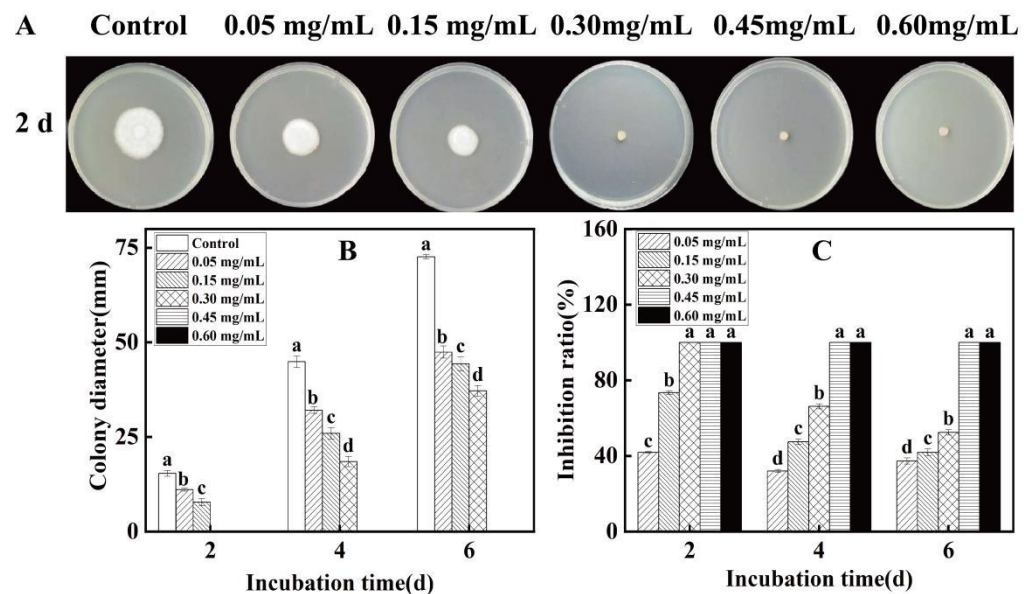 A Control 0.05 mg/mL 0.15 mg/mL 0.30mg/mL 0.45mg/mL 0.60mg/mL
2 d
B
Colony diameter(mm)
75
50
25
0
Control
0.05 mg/mL
0.15 mg/mL
0.30 mg/mL
0.45 mg/mL
0.60 mg/mL
a b c
a b c d
a b c d
2 4 6
Incubation time(d)
C
Inhibition ratio(%)
160
120
80
40
0
0.05 mg/mL
0.15 mg/mL
0.30 mg/mL
0.45 mg/mL
0.60 mg/mL
c b a a a
d c b a a
d c b a a
2 4 6
Incubation time(d)